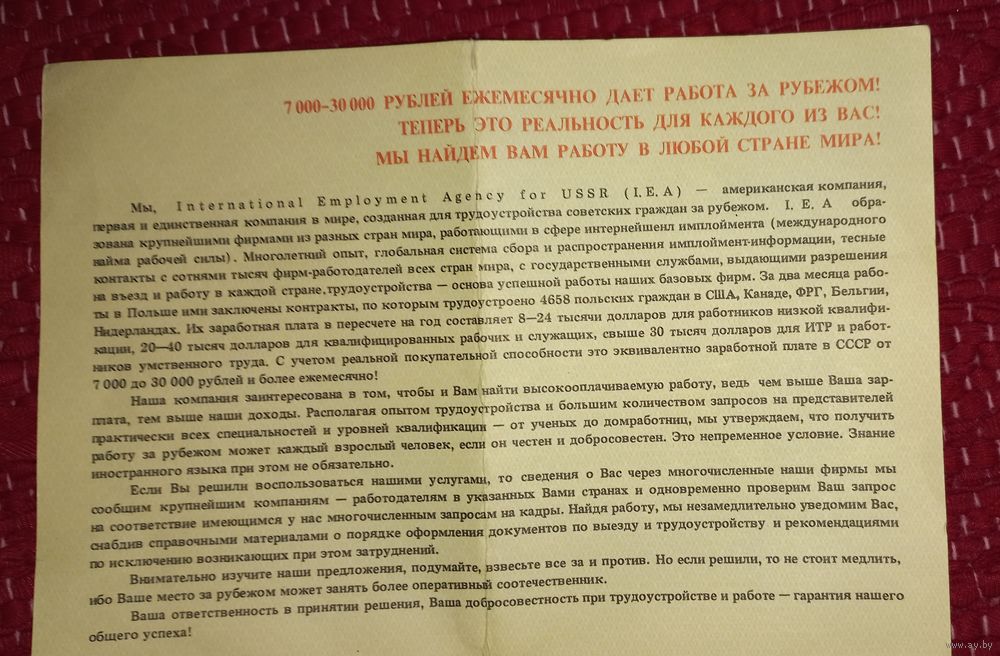 7 000–30 000 РУБЛЕЙ ЕЖЕМЕСЯЧНО ДАЕТ РАБОТА ЗА РУБЕЖОМ!
ТЕПЕРЬ ЭТО РЕАЛЬНОСТЬ ДЛЯ КАЖДОГО ИЗ ВАС!
МЫ НАЙДЕМ ВАМ РАБОТУ В ЛЮБОЙ СТРАНЕ МИРА!
Мы, International Employment Agency for USSR (I.E.A) — американская компания,
первая и единственная компания в мире, созданная для трудоустройства советских граждан за рубежом. I. E. A обра-
зована крупнейшими фирмами из разных стран мира, работающими в сфере интернейшенл имплоймента (международного
найма рабочей силы). Многолетний опыт, глобальная система сбора и распространения имплоймент-информации, тесные
контакты с сотнями тысяч фирм-работодателей всех стран мира, с государственными службами, выдающими разрешения
на въезд и работу в каждой стране,трудоустройства — основа успешной работы наших базовых фирм. За два месяца рабо-
ты в Польше ими заключены контракты, по которым трудоустроено 4658 польских граждан в США, Канаде, ФРГ, Бельгии,
Нидерландах. Их заработная плата в пересчете на год составляет 8—24 тысячи долларов для работников низкой квалифи-
кации, 20—40 тысяч долларов для квалифицированных рабочих и служащих, свыше 30 тысяч долларов для ИТР и работ-
ников умственного труда. С учетом реальной покупательной способности это эквивалентно заработной плате в СССР от
7 000 до 30 000 рублей и более ежемесячно!
Наша компания заинтересована в том, чтобы и Вам найти высокооплачиваемую работу, ведь чем выше Ваша зар-
плата, тем выше наши доходы. Располагая опытом трудоустройства и большим количеством запросов на представителей
практически всех специальностей и уровней квалификации — от ученых до домработниц, мы утверждаем, что получить
работу за рубежом может каждый взрослый человек, если он честен и добросовестен. Это непременное условие. Знание
иностранного языка при этом не обязательно.
Если Вы решили воспользоваться нашими услугами, то сведения о Вас через многочисленные наши фирмы мы
сообщим крупнейшим компаниям — работодателям в указанных Вами странах и одновременно проверим Ваш запрос
на соответствие имеющимся у нас многочисленным запросам на кадры. Найдя работу, мы незамедлительно уведомим Вас,
снабдив справочными материалами о порядке оформления документов по выезду и трудоустройству и рекомендациями
по исключению возникающих при этом затруднений.
Внимательно изучите наши предложения, подумайте, взвесьте все за и против. Но если решили, то не стоит медлить,
ибо Ваше место за рубежом может занять более оперативный соотечественник.
Ваша ответственность в принятии решения, Ваша добросовестность при трудоустройстве и работе — гарантия нашего
общего успеха!
www.ay.by